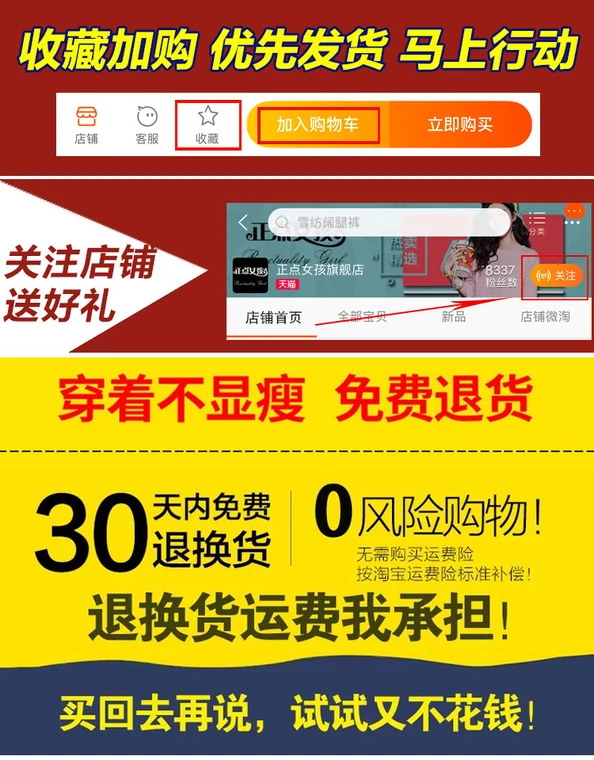 收藏加购 优先发货 马上行动
店铺
客服
收藏
加入购物车
立即购买
关注店铺
送好礼
雪纺阔腿裤
分类
热卖
精选
正点女孩
Punctuality Girl
正点女孩旗舰店
天猫
8337
粉丝数
关注
店铺首页
全部宝贝
新品
店铺微淘
穿着不显瘦 免费退货
30天内免费
退换货
0风险购物!
无需购买运费险
按淘宝运费险标准补偿!
退换货运费我承担!
买回去再说，试试又不花钱!